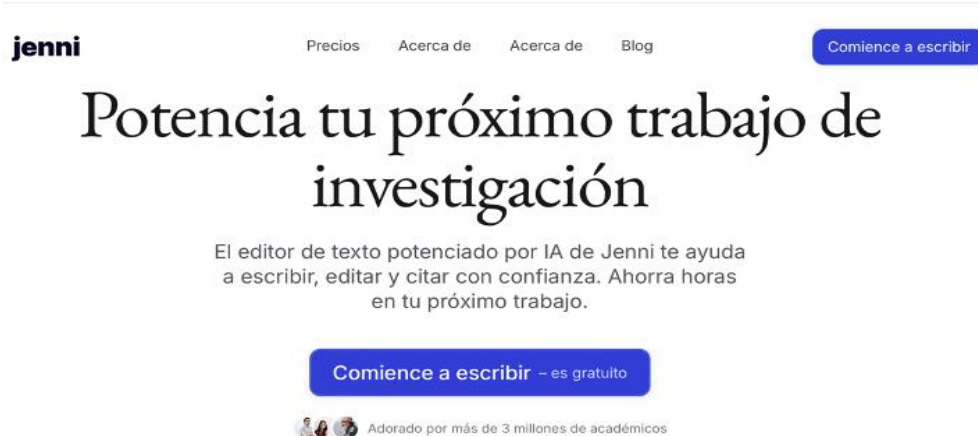 jenni
Precios Acerca de Acerca de Blog
Comience a escribir
Potencia tu próximo trabajo de
investigación
El editor de texto potenciado por IA de Jenni te ayuda
a escribir, editar y citar con confianza. Ahorra horas
en tu próximo trabajo.
Comience a escribir – es gratuito
Adorado por más de 3 millones de académicos